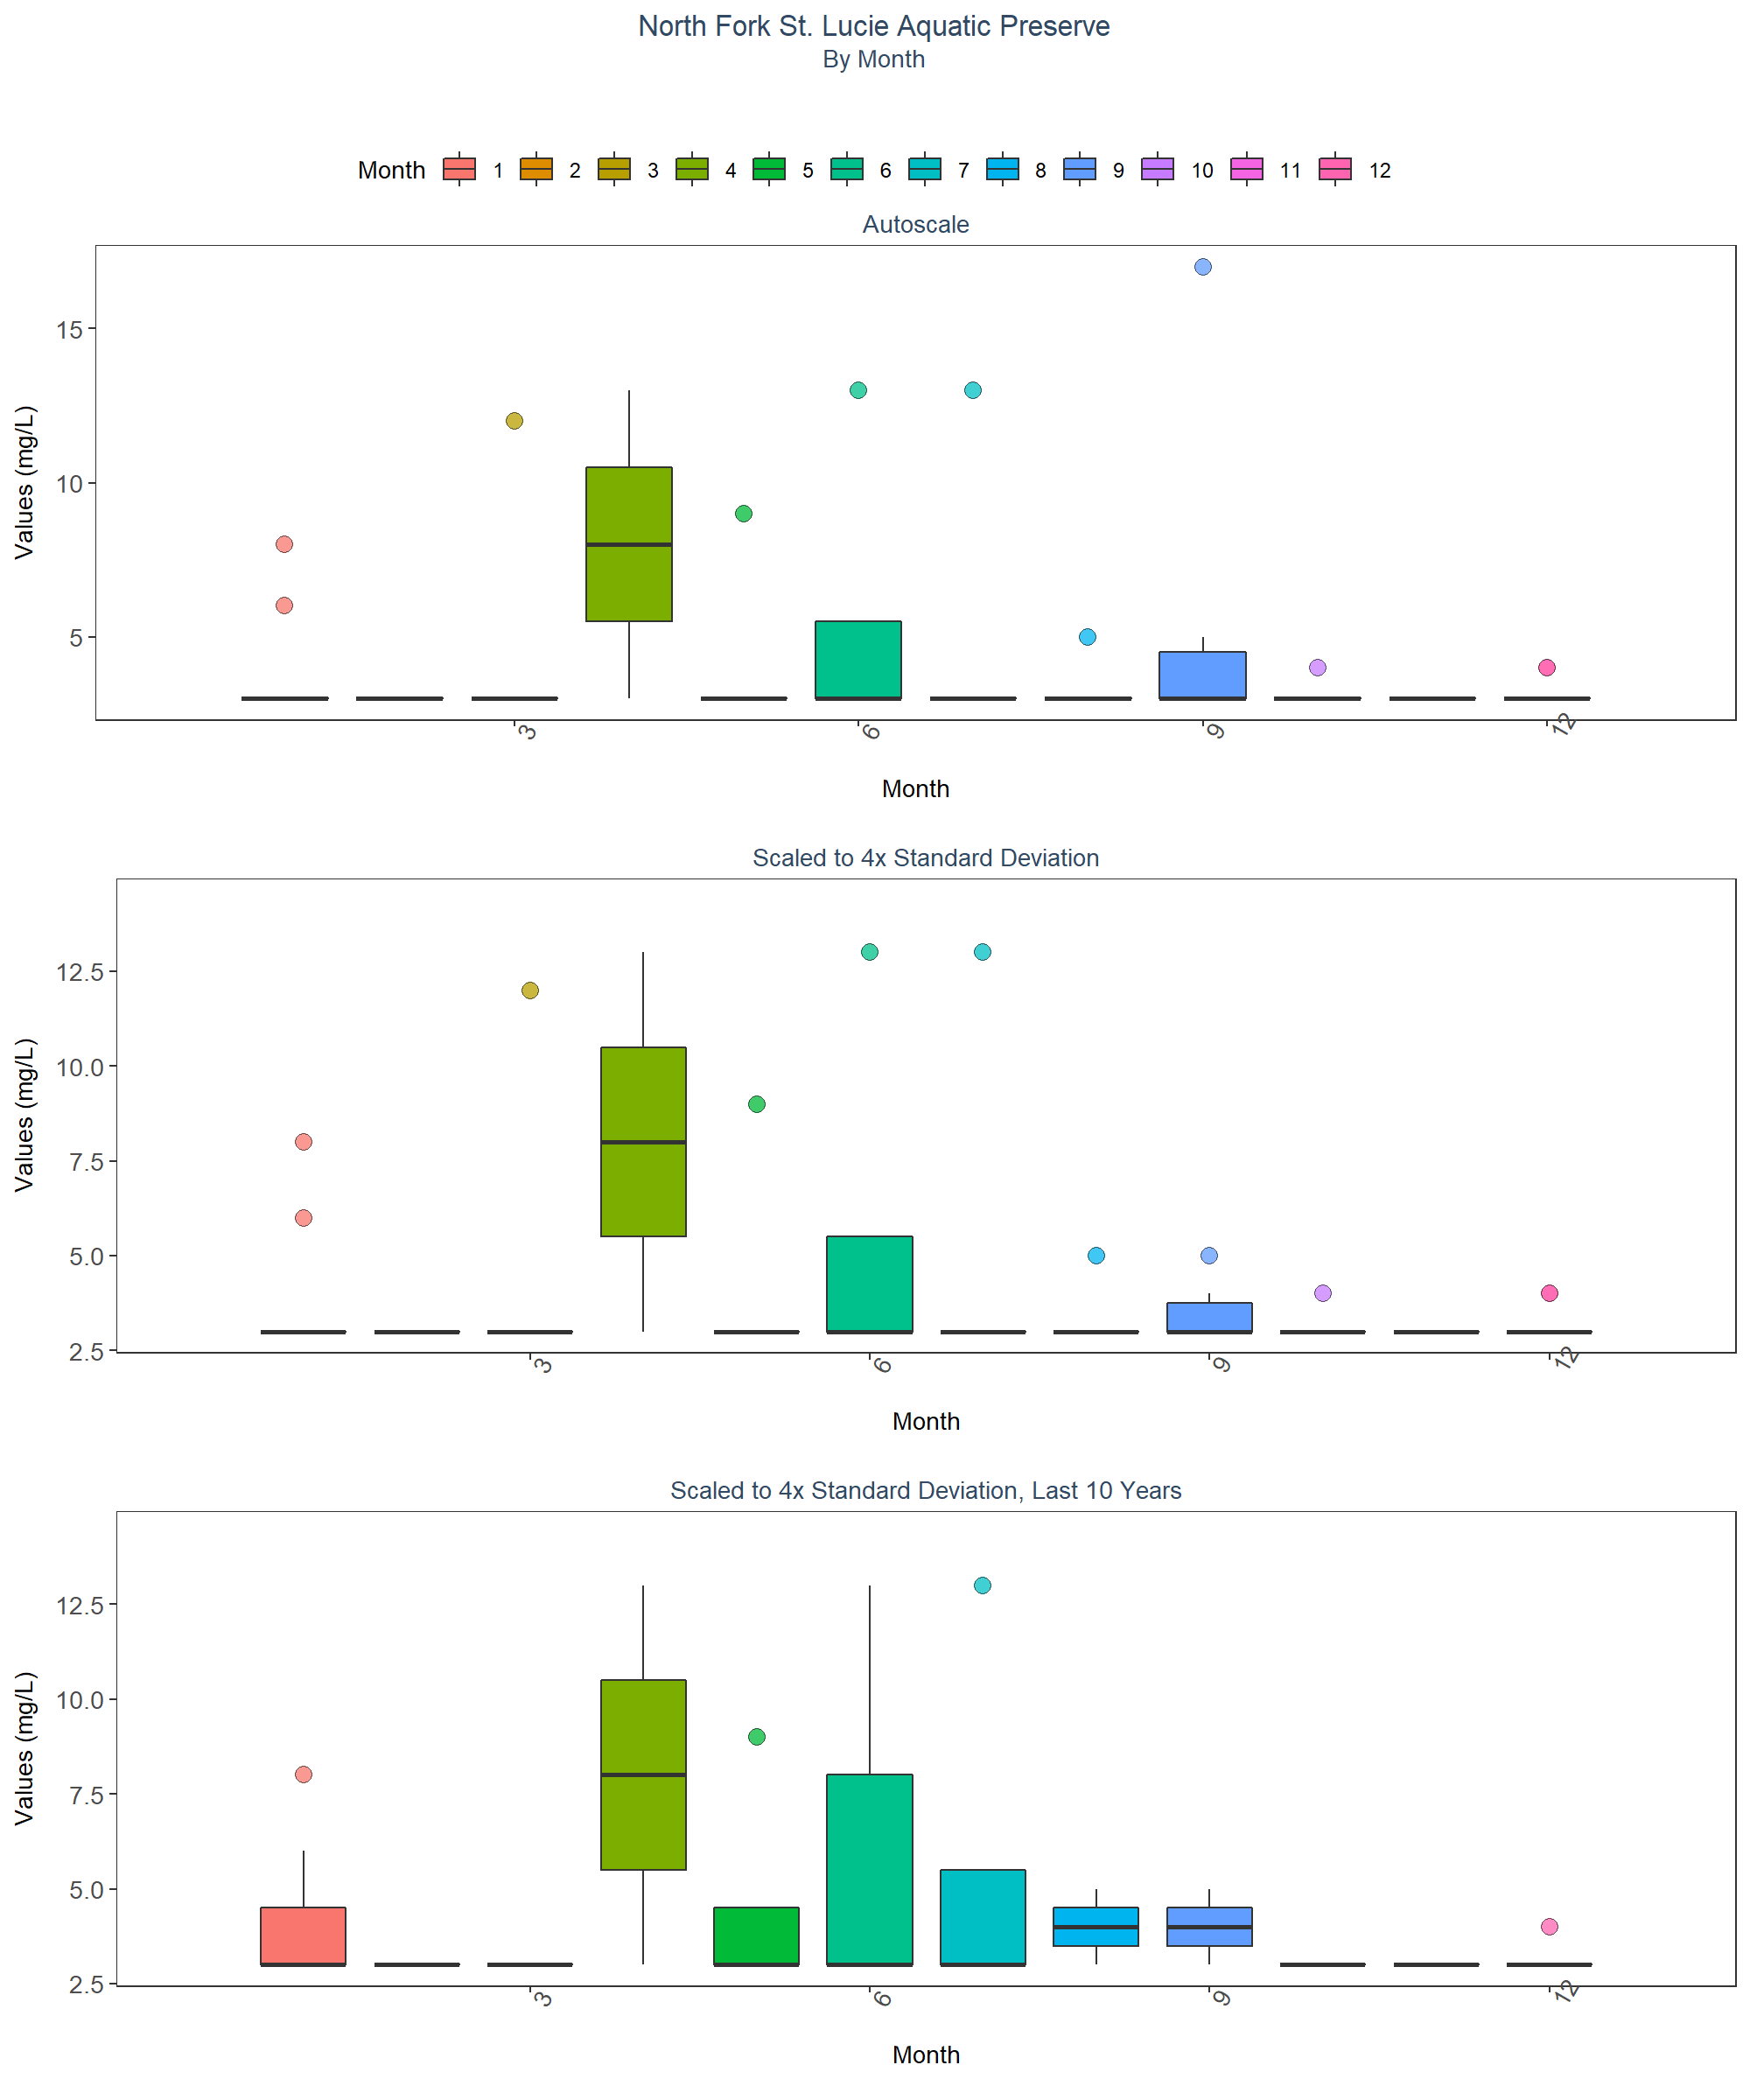 North Fork St. Lucie Aquatic Preserve
By Month
Month 1 2 3 4 5 6 7 8 9 10 11 12
Autoscale
Values (mg/L)
15
10
5
3 6 9 12
Month
Scaled to 4x Standard Deviation
Values (mg/L)
12.5
10.0
7.5
5.0
2.5
3 6 9 12
Month
Scaled to 4x Standard Deviation, Last 10 Years
Values (mg/L)
12.5
10.0
7.5
5.0
2.5
3 6 9 12
Month